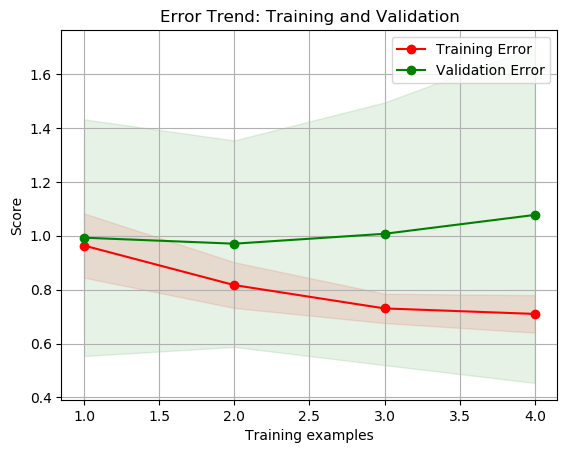 Error Trend: Training and Validation
Training Error
Validation Error
Score
1.6
1.4
1.2
1.0
0.8
0.6
0.4
1.0
1.5
2.0
2.5
3.0
3.5
4.0
Training examples